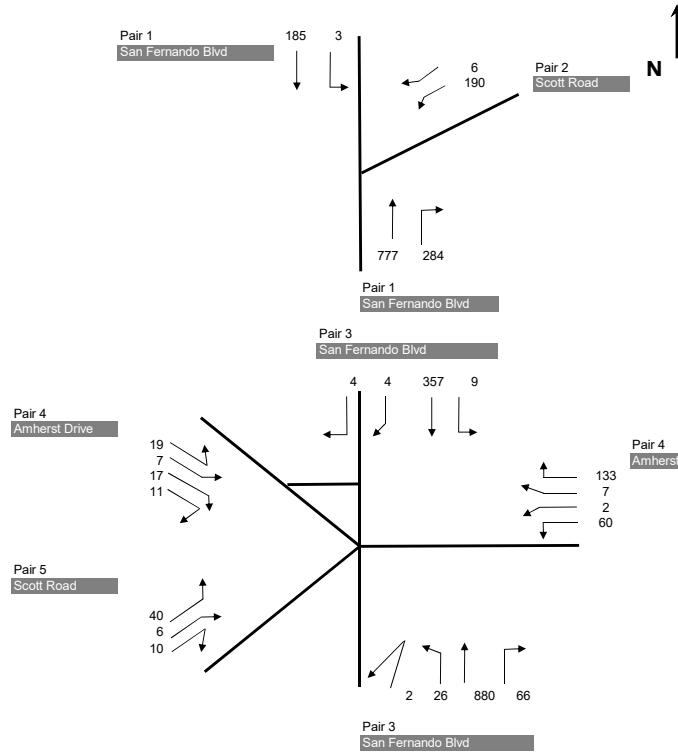 Pair 1
San Fernando Blvd
185 3
6
190
Pair 2
Scott Road
N
777 284
Pair 1
San Fernando Blvd
Pair 3
San Fernando Blvd
4 4 357 9
Pair 4
Amherst Drive
19
7
17
11
Pair 4
Amherst
133
7
2
60
Pair 5
Scott Road
40
6
10
2 26 880 66
Pair 3
San Fernando Blvd